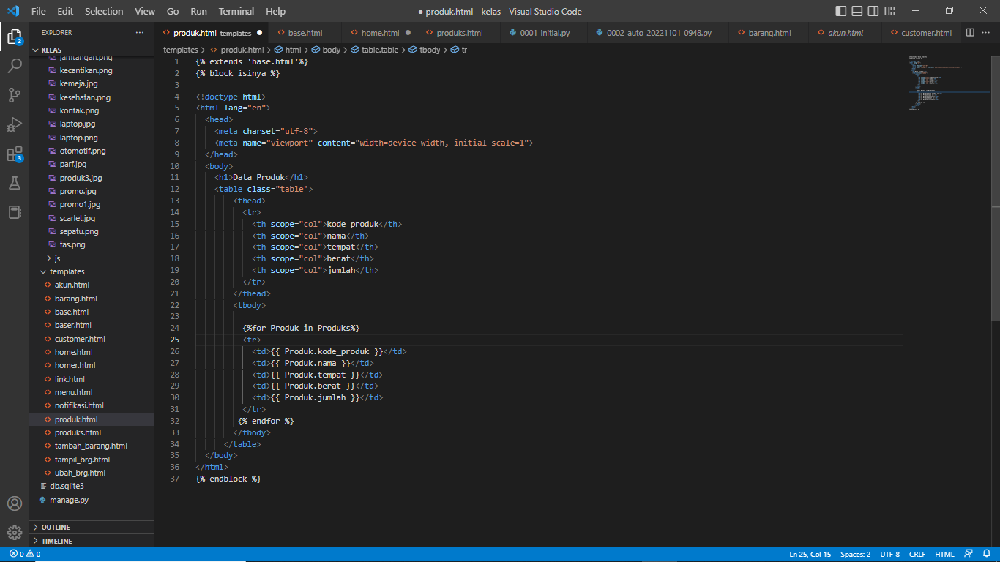 File Edit Selection View Go Run Terminal Help ● produk.html - kelas - Visual Studio Code
EXPLORER ···
KELAS
jamtangan.png
kecantikan.png
kemeja.jpg
kesehatan.png
kontak.png
laptop.jpg
laptop.png
otomotif.png
parf.jpg
produk3.jpg
promo.jpg
promo1.jpg
scarlet.jpg
sepatu.png
tas.png
js
templates
akun.html
barang.html
base.html
baser.html
customer.html
home.html
homer.html
link.html
menu.html
notifikasi.html
produk.html
produks.html
tambah_barang.html
tampil_brg.html
ubah_brg.html
db.sqlite3
manage.py
OUTLINE
TIMELINE
2
3
produk.html templates ● base.html home.html ● produks.html 0001_initial.py 0002_auto_20221101_0948.py barang.html akun.html customer.html ···
templates > produk.html > html > body > table.table > tbody > tr
1 {% extends 'base.html'%}
2 {% block isinya %}
3
4 <!doctype html>
5 <html lang="en">
6 <head>
7 <meta charset="utf-8">
8 <meta name="viewport" content="width=device-width, initial-scale=1">
9 </head>
10 <body>
11 <h1>Data Produk</h1>
12 <table class="table">
13 <thead>
14 <tr>
15 <th scope="col">kode_produk</th>
16 <th scope="col">nama</th>
17 <th scope="col">tempat</th>
18 <th scope="col">berat</th>
19 <th scope="col">jumlah</th>
20 </tr>
21 </thead>
22 <tbody>
23
24 {%for Produk in Produks%}
25 <tr>
26 <td>{{ Produk.kode_produk }}</td>
27 <td>{{ Produk.nama }}</td>
28 <td>{{ Produk.tempat }}</td>
29 <td>{{ Produk.berat }}</td>
30 <td>{{ Produk.jumlah }}</td>
31 </tr>
32 {% endfor %}
33 </tbody>
34 </table>
35 </body>
36 </html>
37 {% endblock %}
0 0 Ln 25, Col 15 Spaces: 2 UTF-8 CRLF HTML